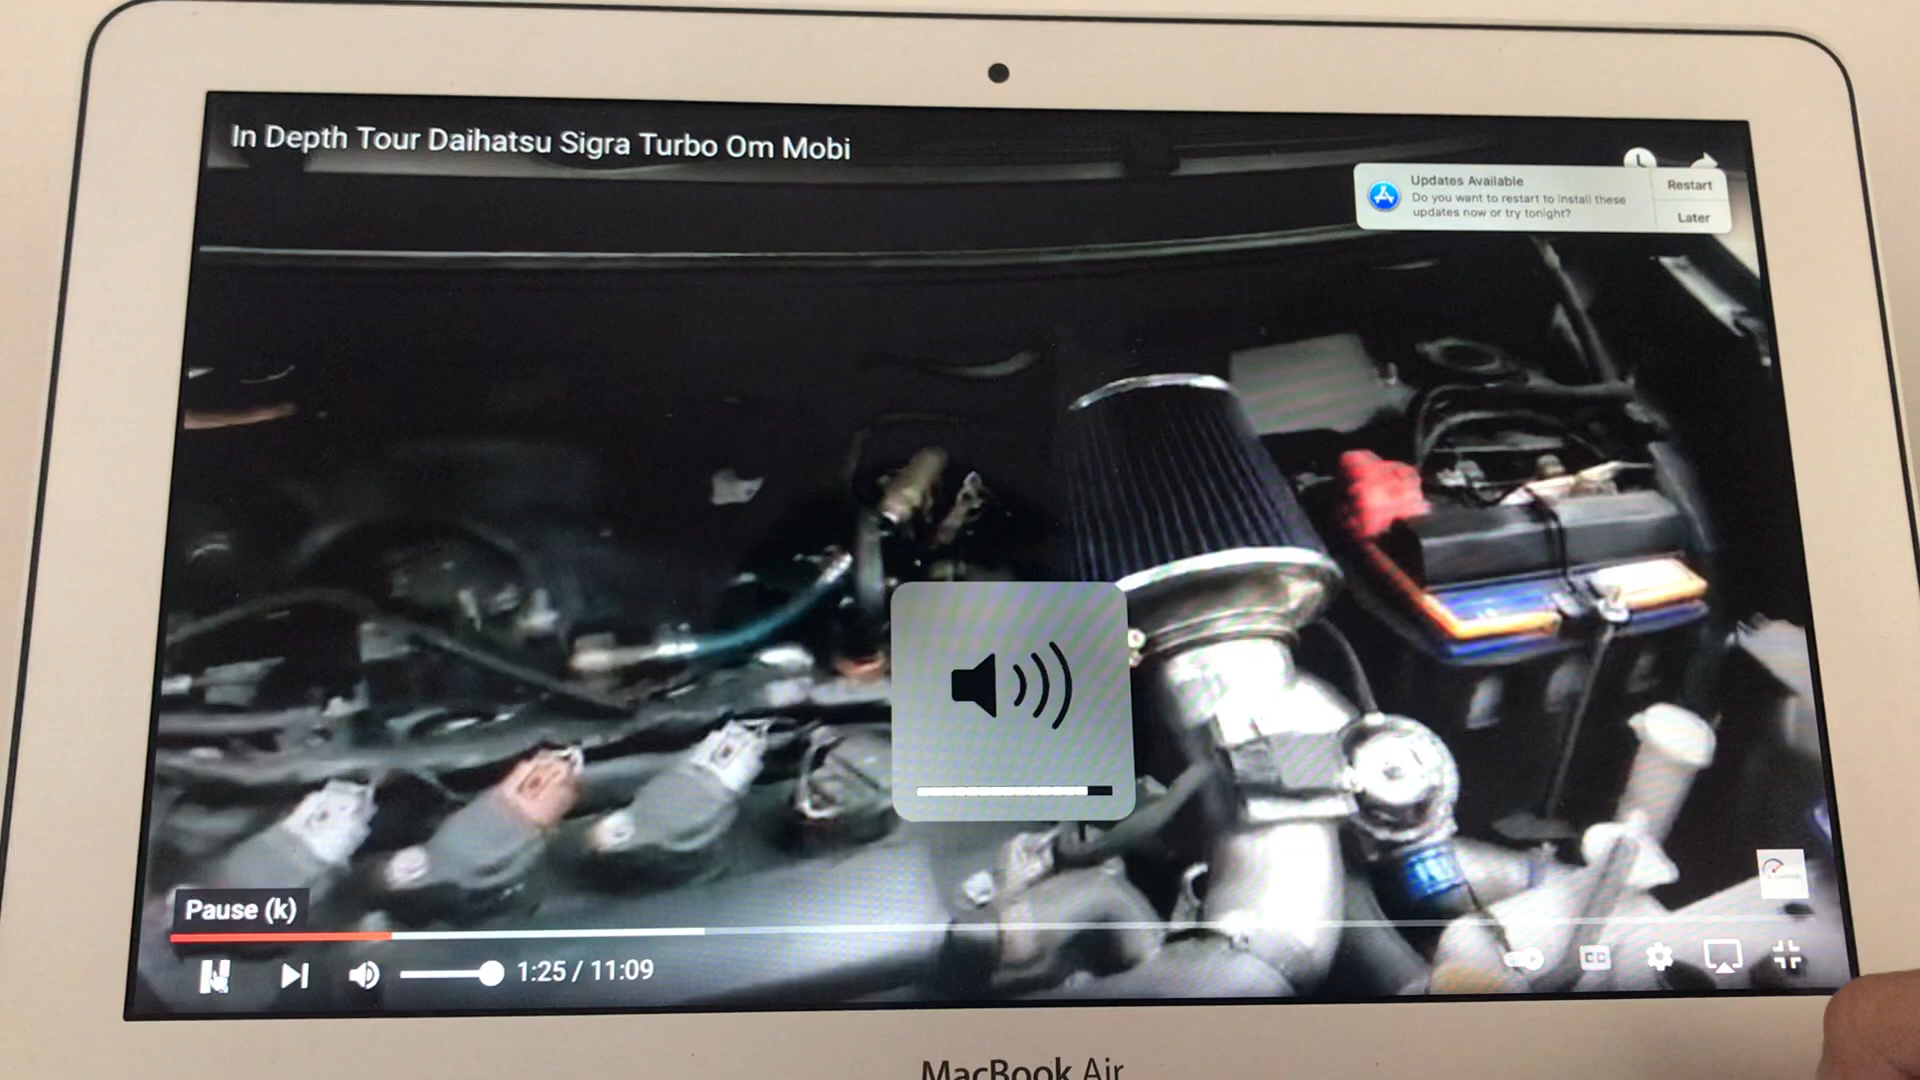 In Depth Tour Daihatsu Sigra Turbo Om Mobi
Updates Available
Do you want to restart to install these
updates now or try tonight?
Restart
Later
Pause (k)
1:25 / 11:09
CC
MacBook Air